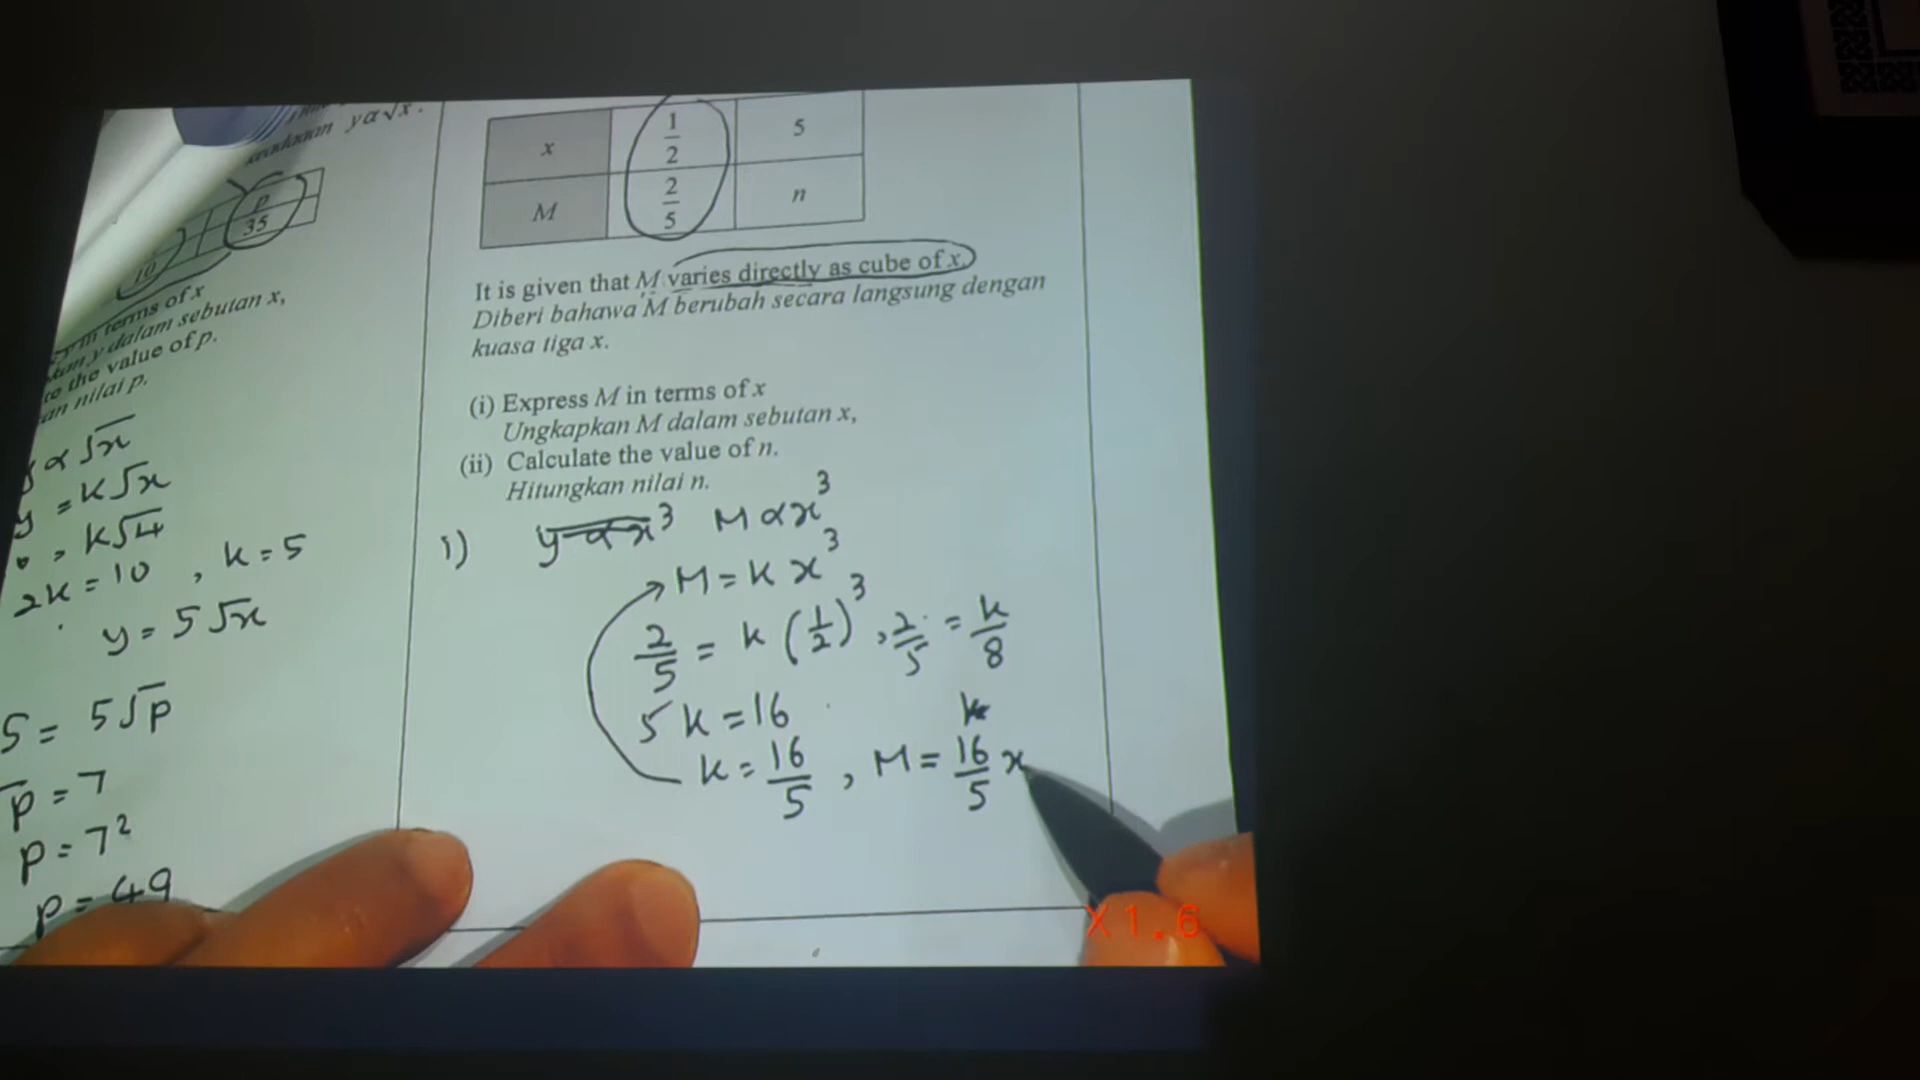 yα√x.
p
35
10
in terms of x
dalam sebutan x,
the value of p.
nilai p.
α √x
y = k√x
k√4
2k = 10 , k = 5
y = 5√x
5 = 5√p
√p = 7
p = 7²
p = 49
x 1/2 5
M 2/5 n
It is given that M varies directly as cube of x.
Diberi bahawa M berubah secara langsung dengan
kuasa tiga x.
(i) Express M in terms of x
Ungkapkan M dalam sebutan x,
(ii) Calculate the value of n.
Hitungkan nilai n.
i) y α x³ M α x³
M = k x³
2/5 = k (1/2)³ , 2/5 = k/8
5k = 16 k
k = 16/5 , M = 16/5 x
X1.6